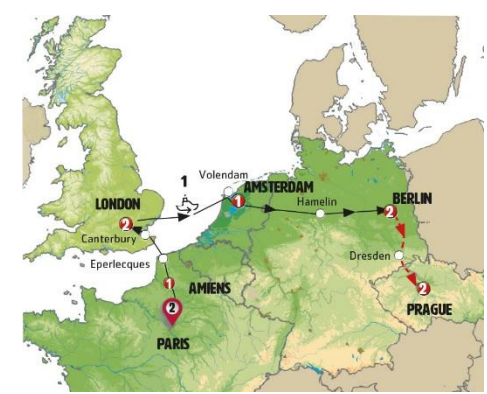 1
Volendam
AMSTERDAM
1
LONDON
2
Hamelin
BERLIN
2
Canterbury
Eperlecques
Dresden
1
AMIENS
2
PRAGUE
2
PARIS